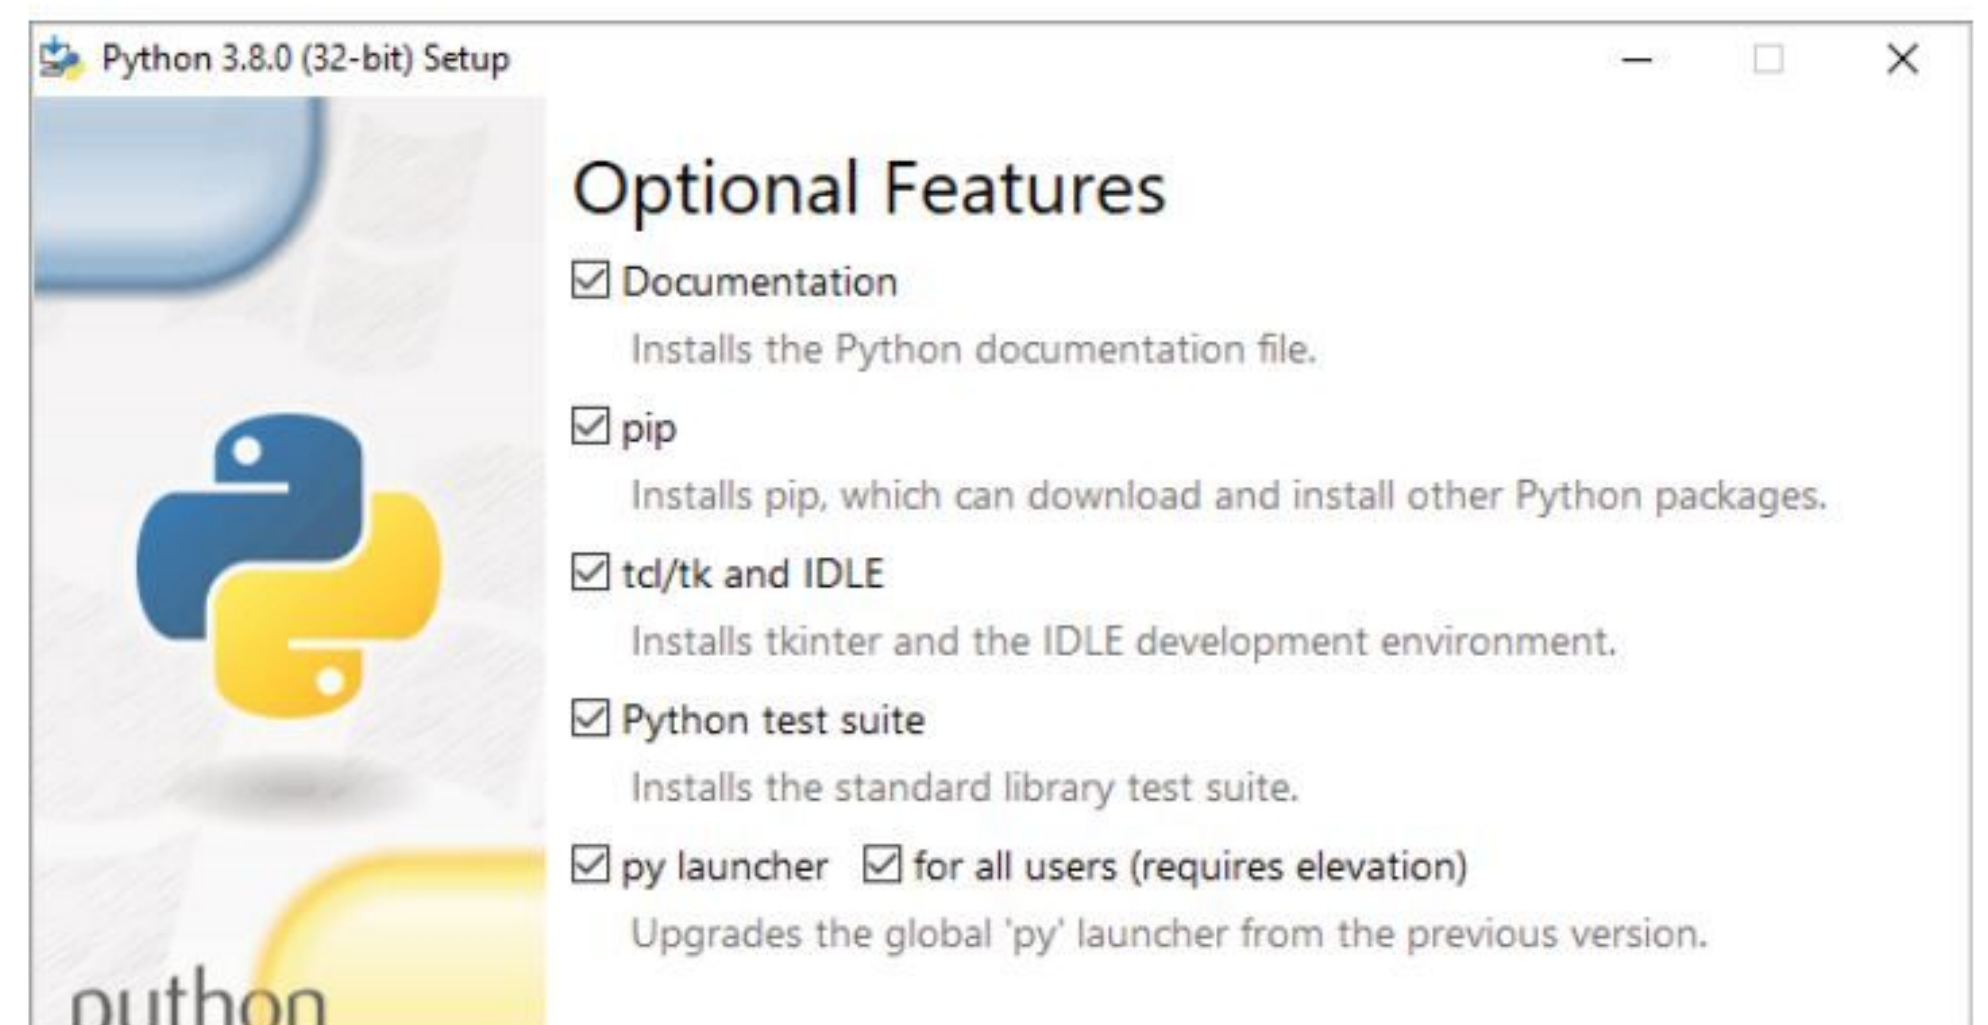 Python 3.8.0 (32-bit) Setup
Optional Features
Documentation
Installs the Python documentation file.
pip
Installs pip, which can download and install other Python packages.
tcl/tk and IDLE
Installs tkinter and the IDLE development environment.
Python test suite
Installs the standard library test suite.
py launcher for all users (requires elevation)
Upgrades the global 'py' launcher from the previous version.
python